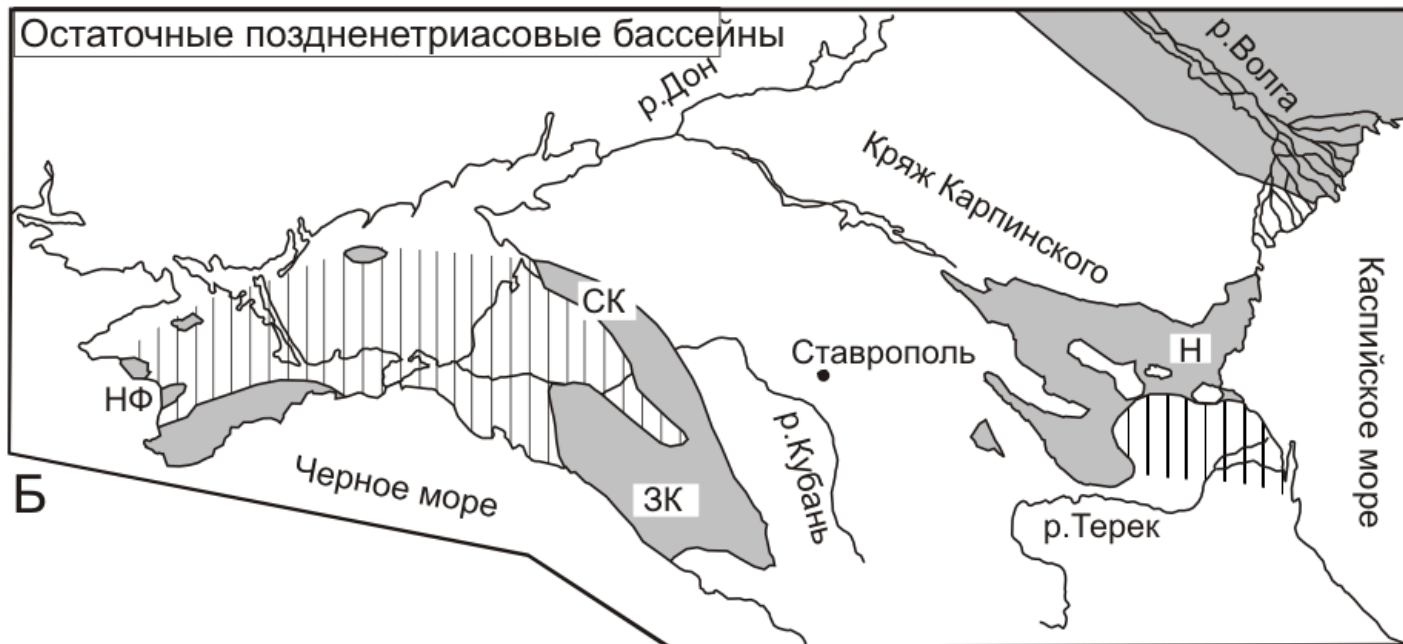 Остаточные поздненетриасовые бассейны
р.Дон
р.Волга
Кряж Карпинского
Каспийское море
СК
Н
Ставрополь
НФ
р.Кубань
Черное море
Б
ЗК
р.Терек